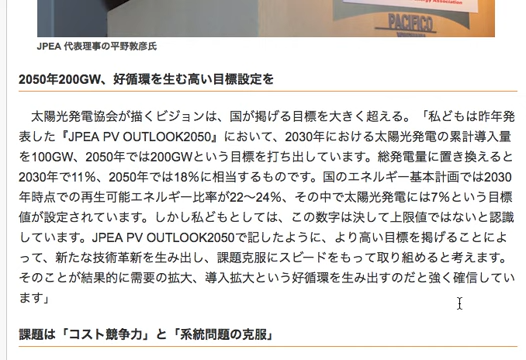 PACIFICO
JPEA 代表理事の平野敦彦氏
2050年200GW、好循環を生む高い目標設定を
太陽光発電協会が描くビジョンは、国が掲げる目標を大きく超える。「私どもは昨年発
表した『JPEA PV OUTLOOK2050』において、2030年における太陽光発電の累計導入量
を100GW、2050年では200GWという目標を打ち出しています。総発電量に置き換えると
2030年で11%、2050年では18%に相当するものです。国のエネルギー基本計画では2030
年時点での再生可能エネルギー比率が22〜24%、その中で太陽光発電には7%という目標
値が設定されています。しかし私どもとしては、この数字は決して上限値ではないと認識
しています。JPEA PV OUTLOOK2050で記したように、より高い目標を掲げることによ
って、新たな技術革新を生み出し、課題克服にスピードをもって取り組めると考えます。
そのことが結果的に需要の拡大、導入拡大という好循環を生み出すのだと強く確信してい
ます」
課題は「コスト競争力」と「系統問題の克服」